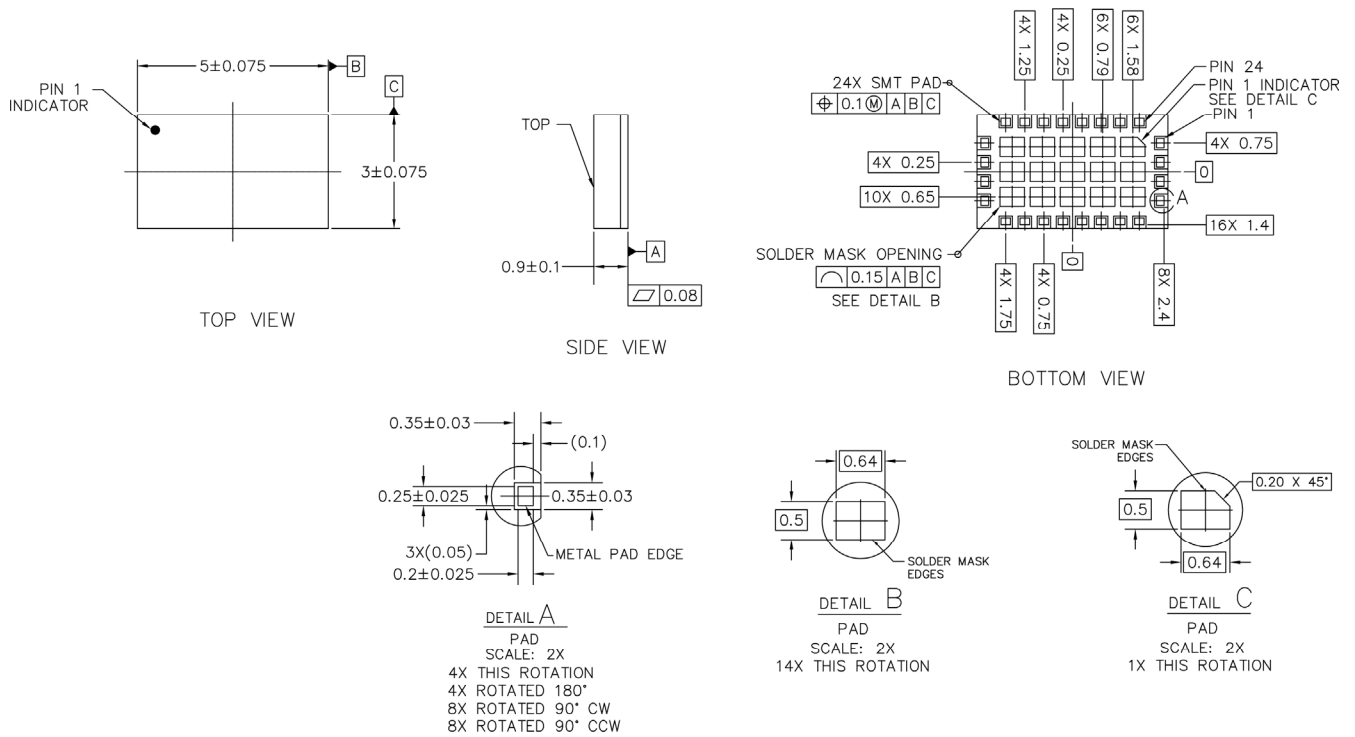 5±0.075
B
C
PIN 1
INDICATOR
3±0.075
TOP VIEW
TOP
0.9±0.1
A
0.08
SIDE VIEW
4X 1.25
4X 0.25
6X 0.79
6X 1.58
24X SMT PAD
⌖ 0.1 Ⓜ A B C
PIN 24
PIN 1 INDICATOR
SEE DETAIL C
PIN 1
4X 0.75
4X 0.25
0
10X 0.65
A
16X 1.4
SOLDER MASK OPENING
⌓ 0.15 A B C
SEE DETAIL B
0
4X 1.75
4X 0.75
8X 2.4
BOTTOM VIEW
0.35±0.03
(0.1)
0.25±0.025
0.35±0.03
3X(0.05)
METAL PAD EDGE
0.2±0.025
DETAIL A
PAD
SCALE: 2X
4X THIS ROTATION
4X ROTATED 180°
8X ROTATED 90° CW
8X ROTATED 90° CCW
0.64
0.5
SOLDER MASK
EDGES
DETAIL B
PAD
SCALE: 2X
14X THIS ROTATION
SOLDER MASK
EDGES
0.20 X 45°
0.5
0.64
DETAIL C
PAD
SCALE: 2X
1X THIS ROTATION